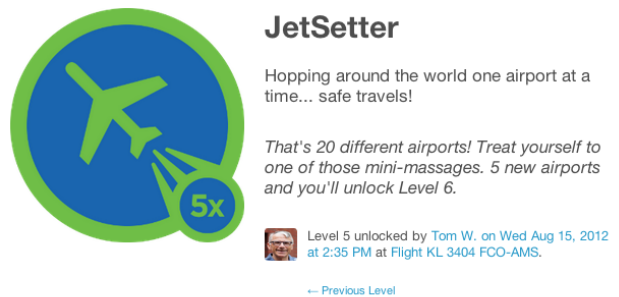 JetSetter
Hopping around the world one airport at a
time... safe travels!
That's 20 different airports! Treat yourself to
one of those mini-massages. 5 new airports
and you'll unlock Level 6.
5x
Level 5 unlocked by Tom W. on Wed Aug 15, 2012
at 2:35 PM at Flight KL 3404 FCO-AMS.
← Previous Level